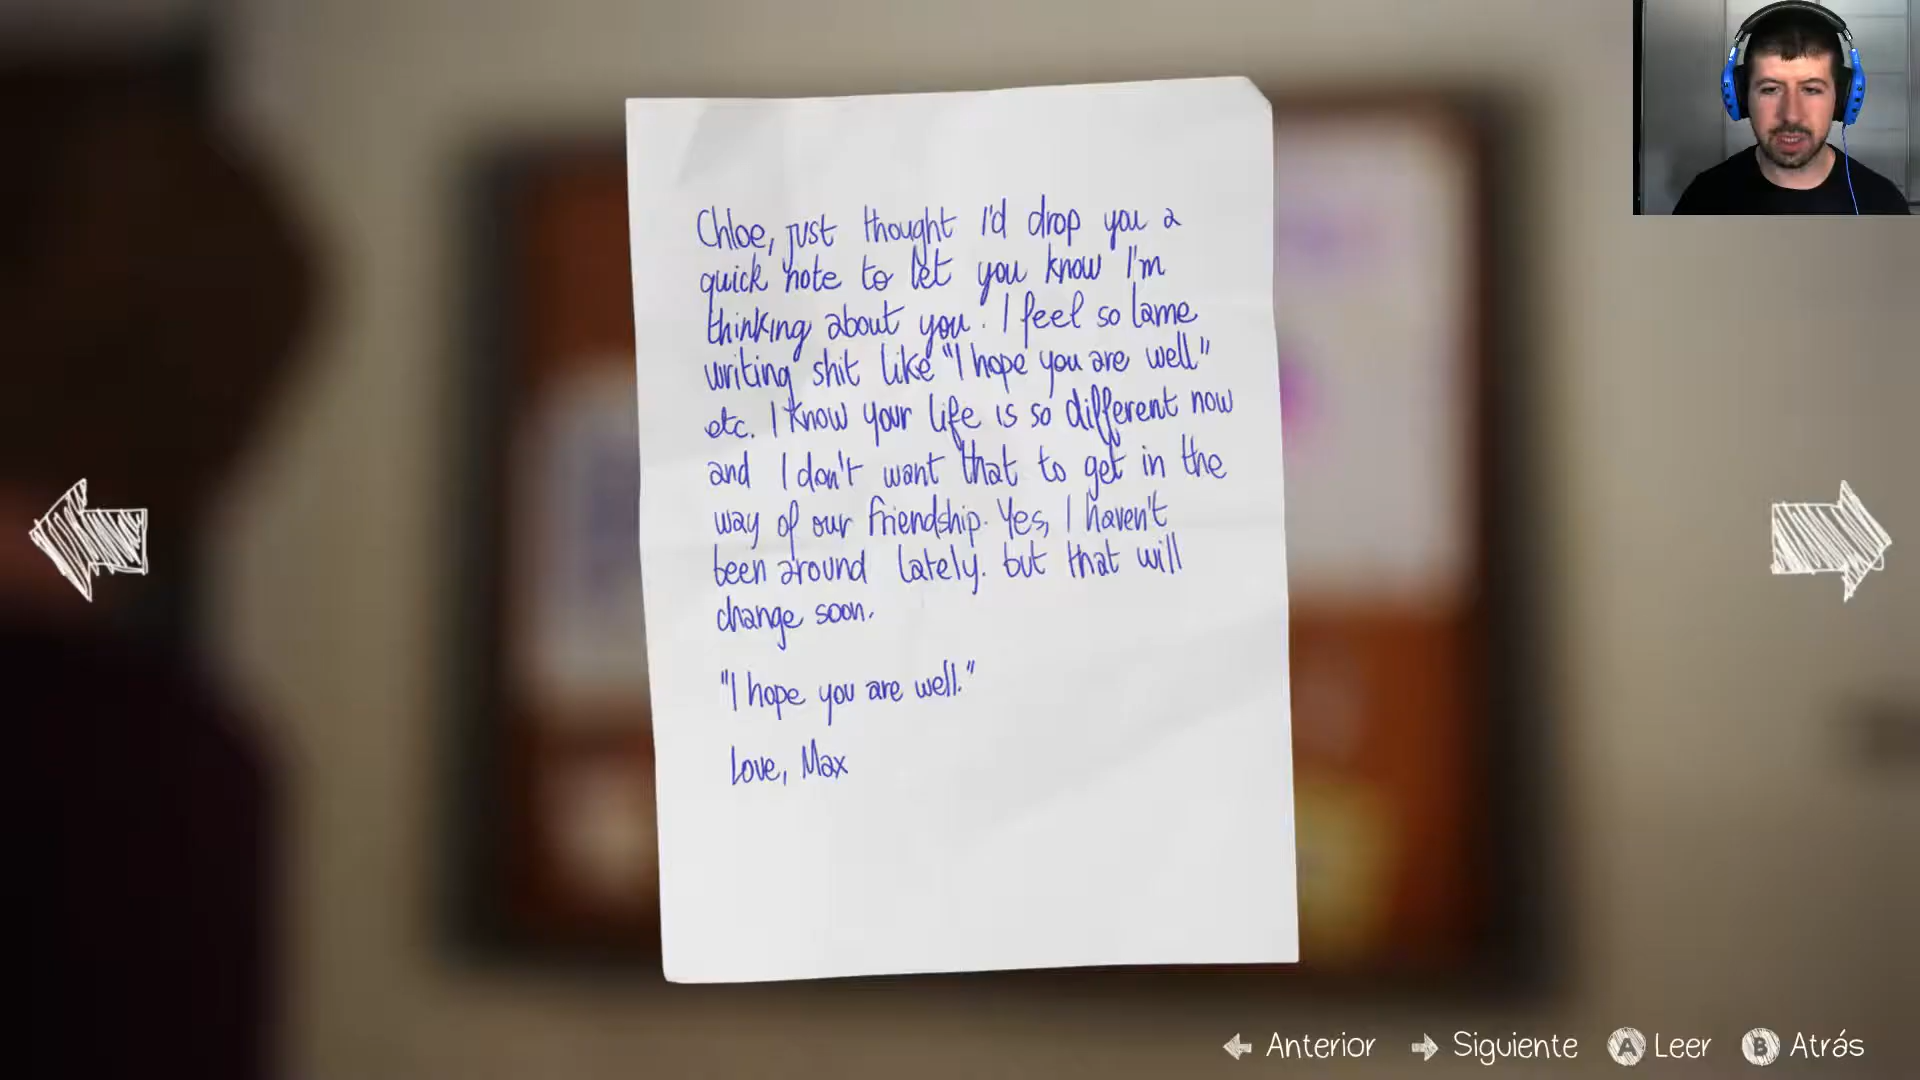 Chloe, just thought I'd drop you a
quick note to let you know I'm
thinking about you. I feel so lame
writing shit like "I hope you are well"
etc. I know your life is so different now
and I don't want that to get in the
way of our friendship. Yes, I haven't
been around lately. but that will
change soon.
"I hope you are well."
Love, Max
Anterior Siguiente A Leer B Atrás